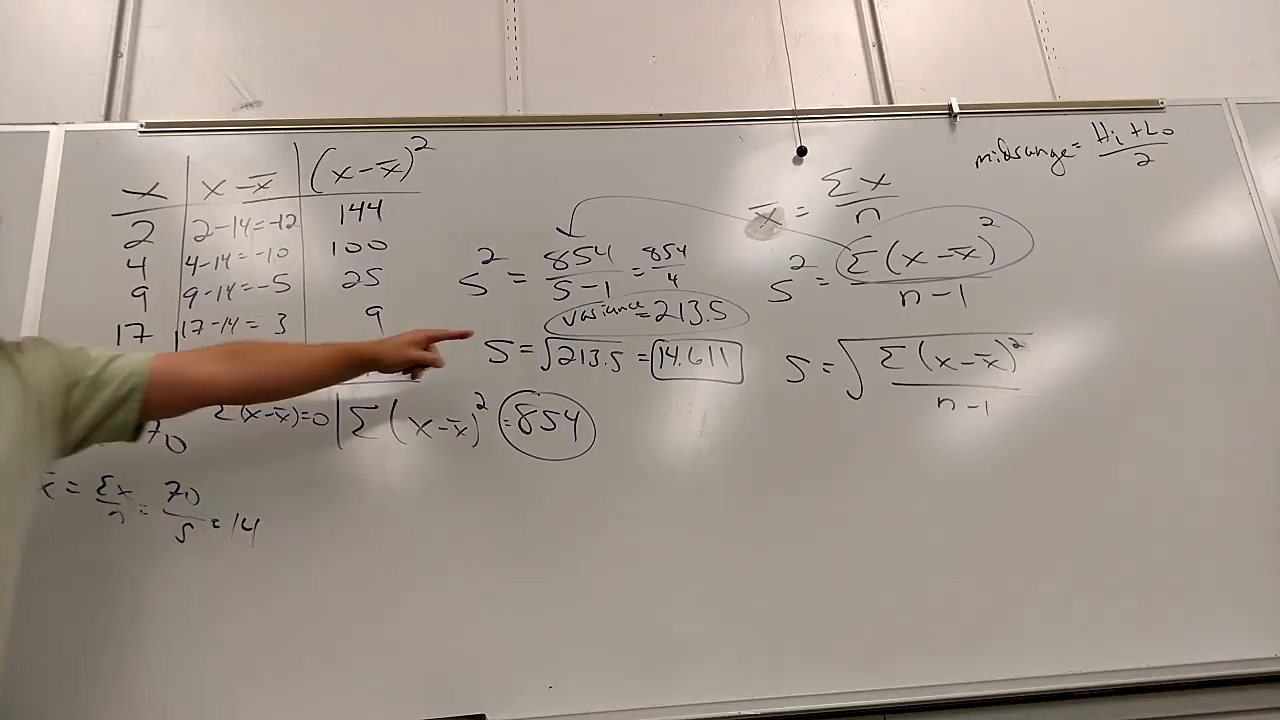 x | x - x̄ | (x - x̄)²
2 | 2-14=-12 | 144
4 | 4-14=-10 | 100
9 | 9-14=-5 | 25
17 | 17-14= 3 | 9
70
Σ(x-x̄)=0 | Σ(x-x̄)² = 854
x̄ = Σx/n = 70/5 = 14
s² = 854/5-1 = 854/4
variance = 213.5
s = √213.5 = 14.611
x̄ = Σx/n
s² = Σ(x-x̄)²/n-1
s = √Σ(x-x̄)²/n-1
midrange = Hi + Lo/2